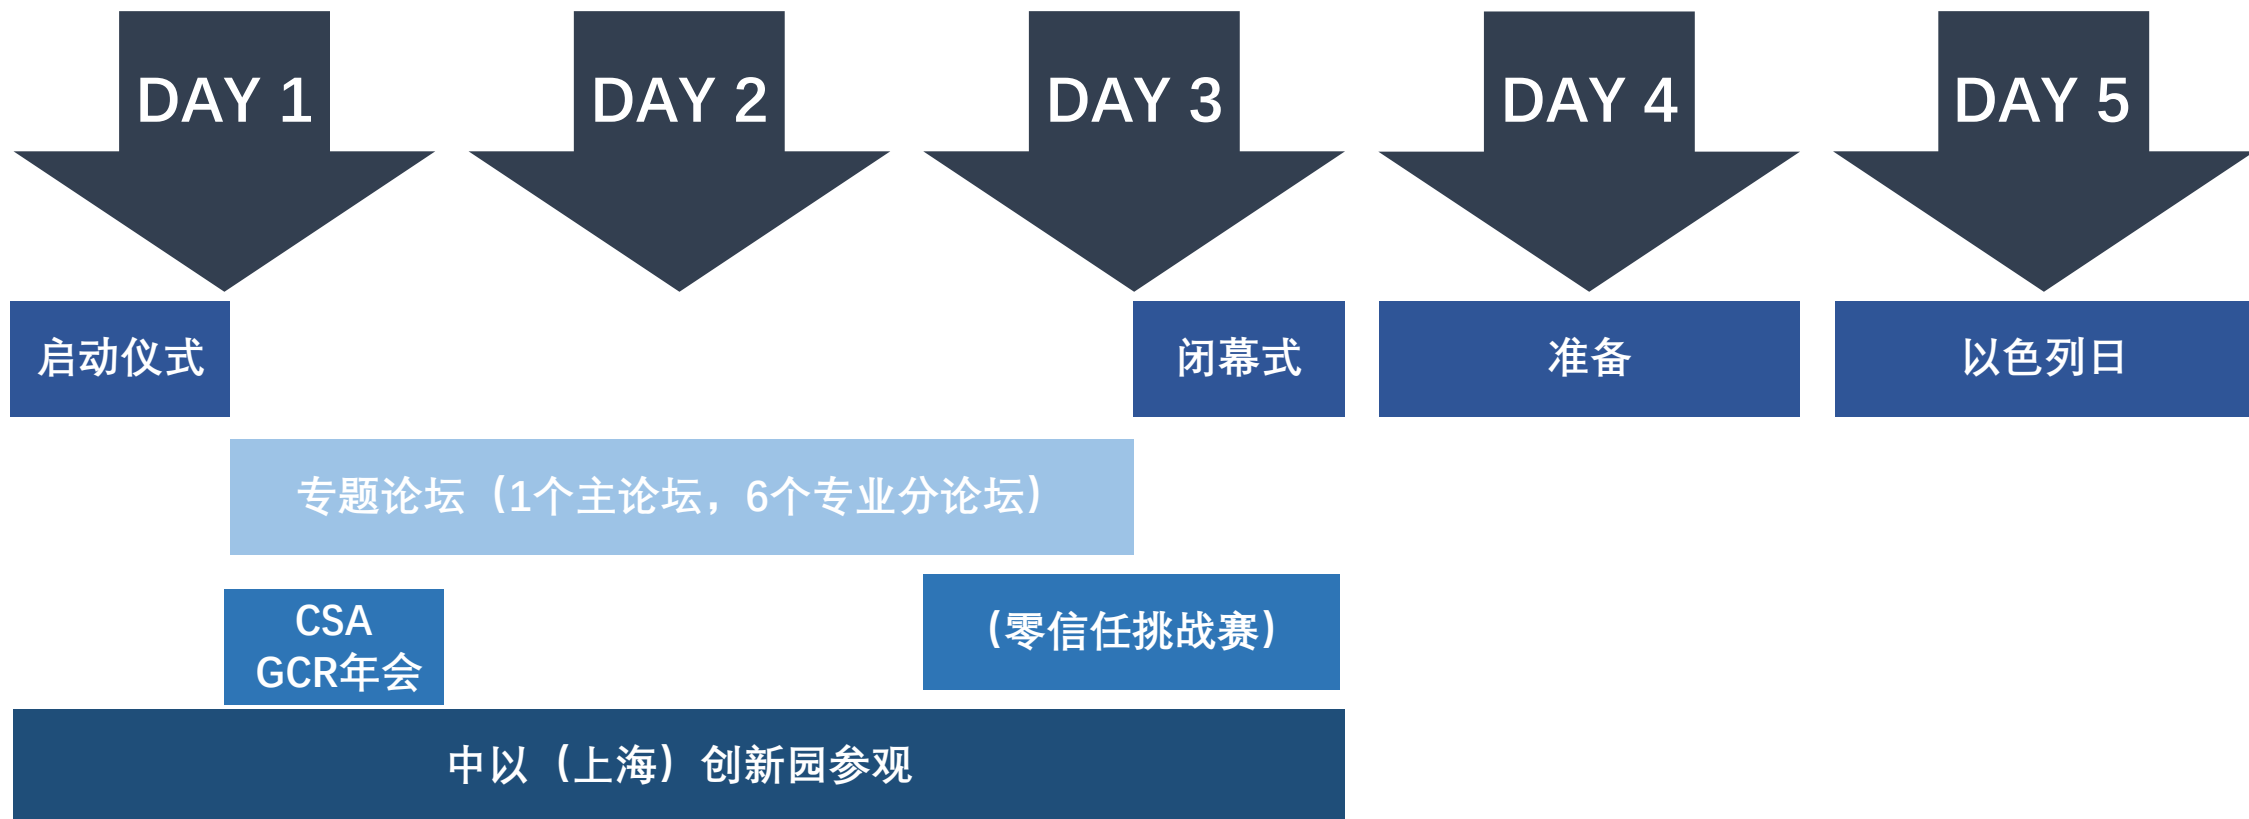 DAY 1
DAY 2
DAY 3
DAY 4
DAY 5
启动仪式
闭幕式
准备
以色列日
专题论坛（1个主论坛，6个专业分论坛）
CSA
GCR年会
（零信任挑战赛）
中以（上海）创新园参观